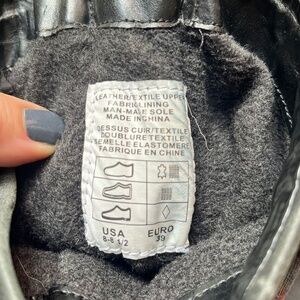 LEATHER/EXTILE UPPER
FABRIC LINING
MAN-MADE SOLE
MADE IN CHINA
DESSUS CUIR/TEXTILE
DOUBLURE TEXTILE
SEMELLE ELASTOMERE
FABRIQUE EN CHINE
USA EURO
8-8 1/2 39